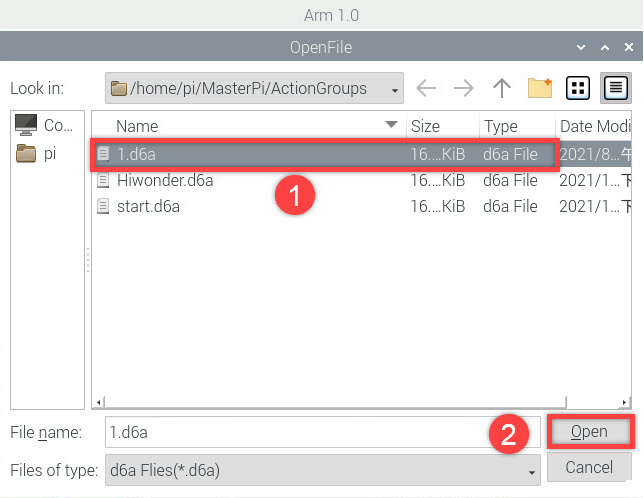 Arm 1.0
OpenFile
Look in: /home/pi/MasterPi/ActionGroups
Co...
pi
Name Size Type Date Modi
1.d6a 16....KiB d6a File 2021/8...午
Hiwonder.d6a 16....KiB d6a File 2021/1...下
start.d6a 16....KiB d6a File 2021/1...下
1
File name: 1.d6a 2 Open
Files of type: d6a Flies(*.d6a) Cancel